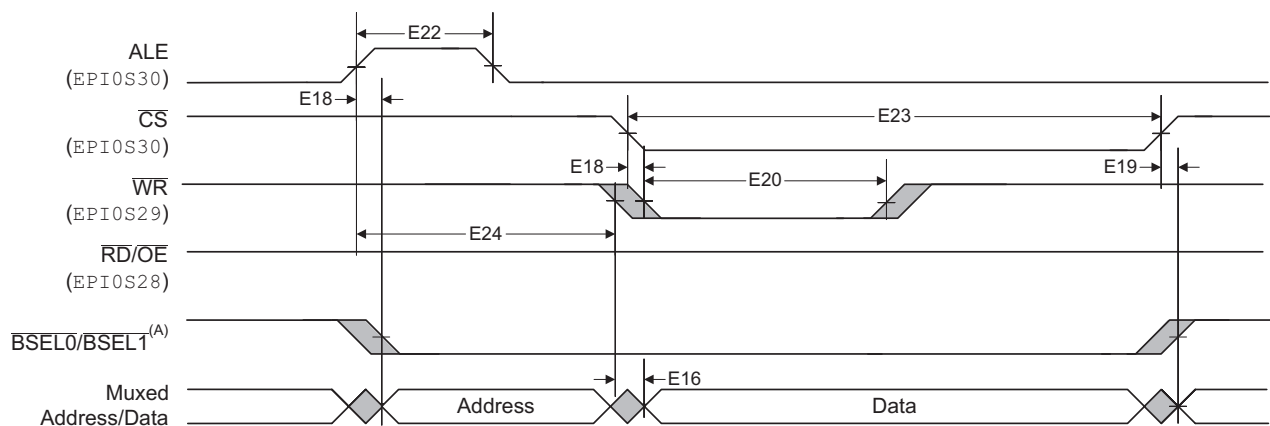 E22
ALE
(EPI0S30)
E18
CS
E23
(EPI0S30)
E18
E19
WR
E20
(EPI0S29)
E24
RD/OE
(EPI0S28)
BSEL0/BSEL1(A)
E16
Muxed
Address/Data
Address
Data